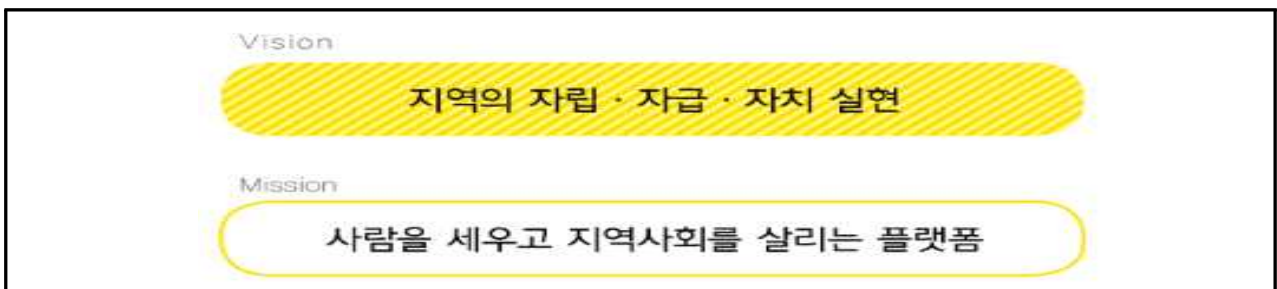 Vision
지역의 자립 · 자급 · 자치 실현
Mission
사람을 세우고 지역사회를 살리는 플랫폼